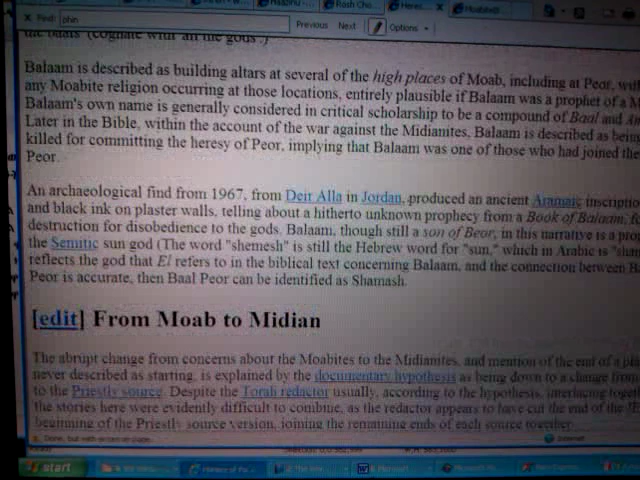 Find: phin Previous Next Options
the baals (cognate with an the gods .)
Balaam is described as building altars at several of the high places of Moab, including at Peor, with
any Moabite religion occurring at those locations, entirely plausible if Balaam was a prophet of a M
Balaam's own name is generally considered in critical scholarship to be a compound of Baal and Am
Later in the Bible, within the account of the war against the Midianites, Balaam is described as being
killed for committing the heresy of Peor, implying that Balaam was one of those who had joined the
Peor.
An archaeological find from 1967, from Deir Alla in Jordan, produced an ancient Aramaic inscriptio
and black ink on plaster walls, telling about a hitherto unknown prophecy from a Book of Balaam, fo
destruction for disobedience to the gods. Balaam, though still a son of Beor, in this narrative is a prop
the Semitic sun god (The word "shemesh" is still the Hebrew word for "sun," which in Arabic is "sham
reflects the god that El refers to in the biblical text concerning Balaam, and the connection between B
Peor is accurate, then Baal Peor can be identified as Shamash.
[edit] From Moab to Midian
The abrupt change from concerns about the Moabites to the Midianites, and mention of the end of a pla
never described as starting, is explained by the documentary hypothesis as being down to a change from
to the Priestly source. Despite the Torah redactor usually, according to the hypothesis, interlacing togeth
the stories here were evidently difficult to combine, as the redactor appears to have cut the end of the
beginning of the Priestly source version, joining the remaining ends of each source together.
Done, but with errors on page. Internet
start